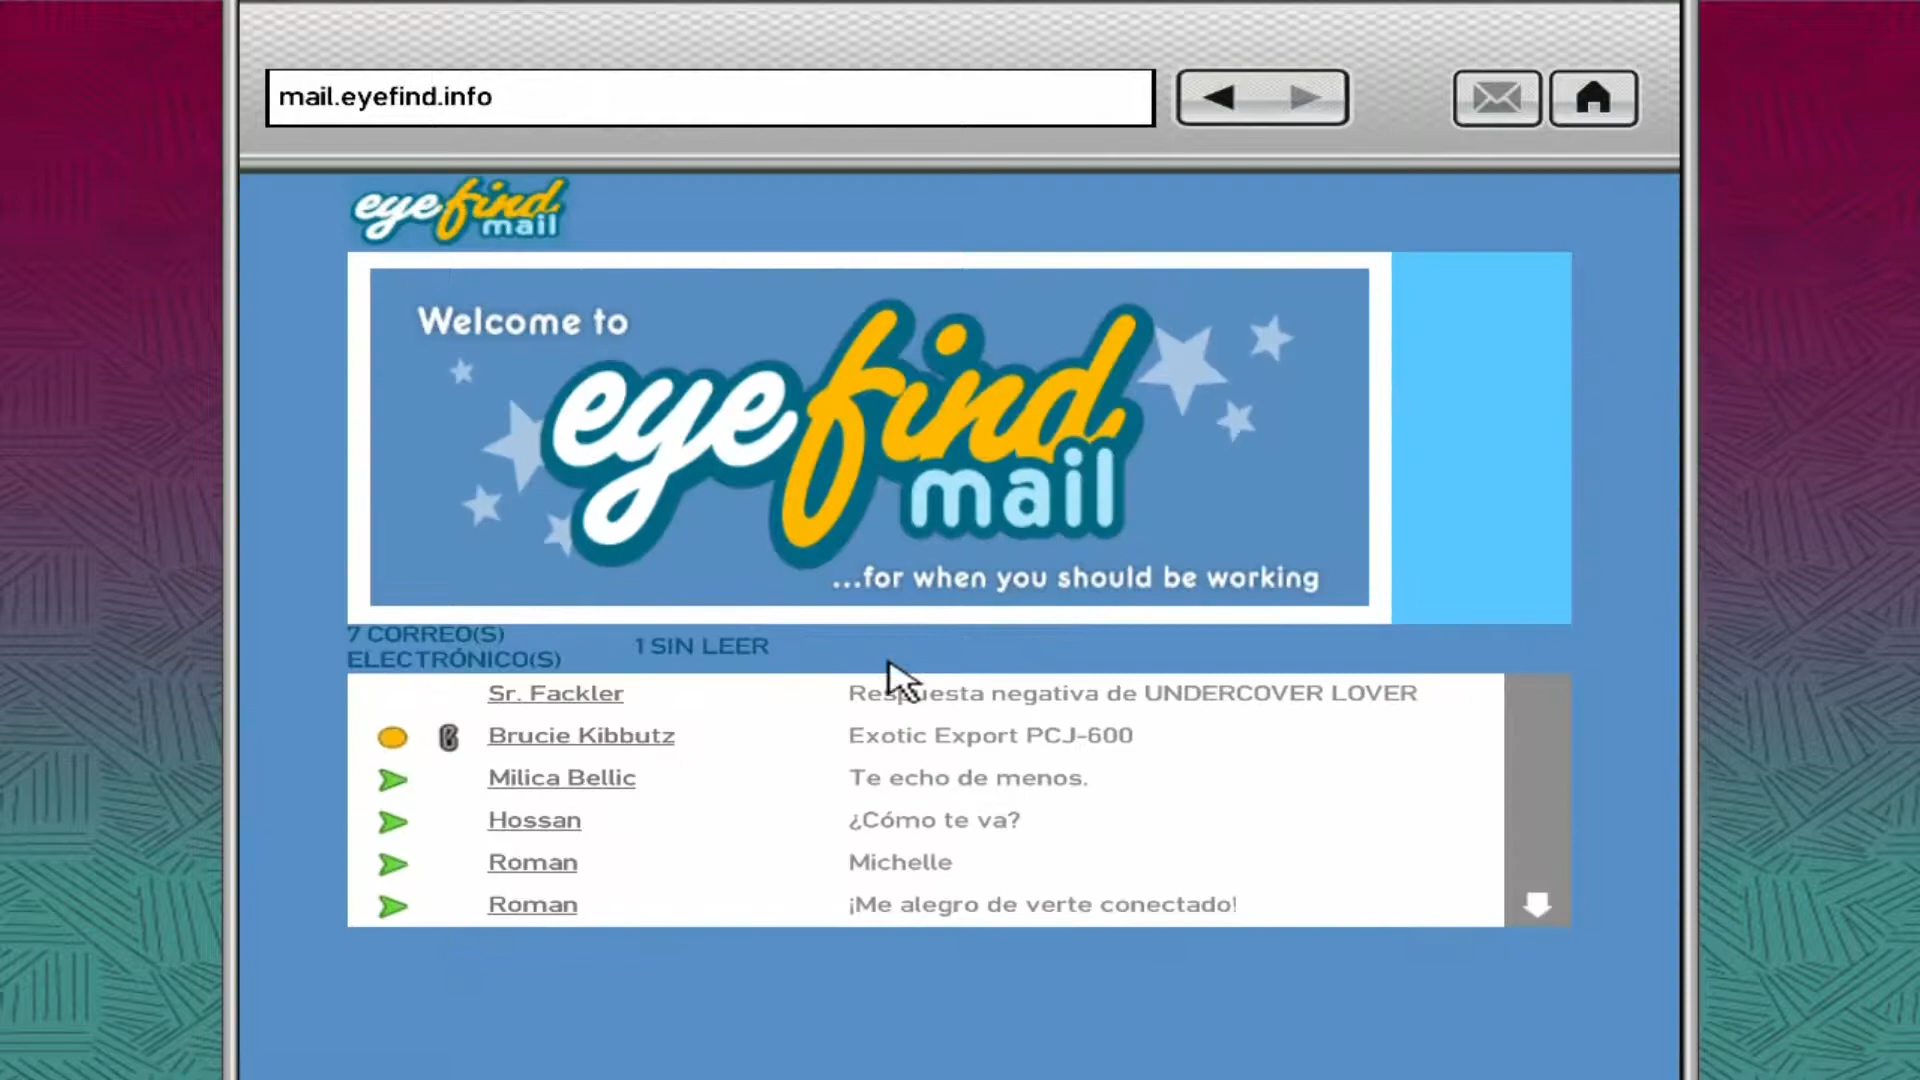 mail.eyefind.info
eyefind
mail
Welcome to
eyefind
mail
...for when you should be working
7 CORREO(S)
ELECTRÓNICO(S)
1 SIN LEER
Sr. Fackler Respuesta negativa de UNDERCOVER LOVER
Brucie Kibbutz Exotic Export PCJ-600
Milica Bellic Te echo de menos.
Hossan ¿Cómo te va?
Roman Michelle
Roman ¡Me alegro de verte conectado!